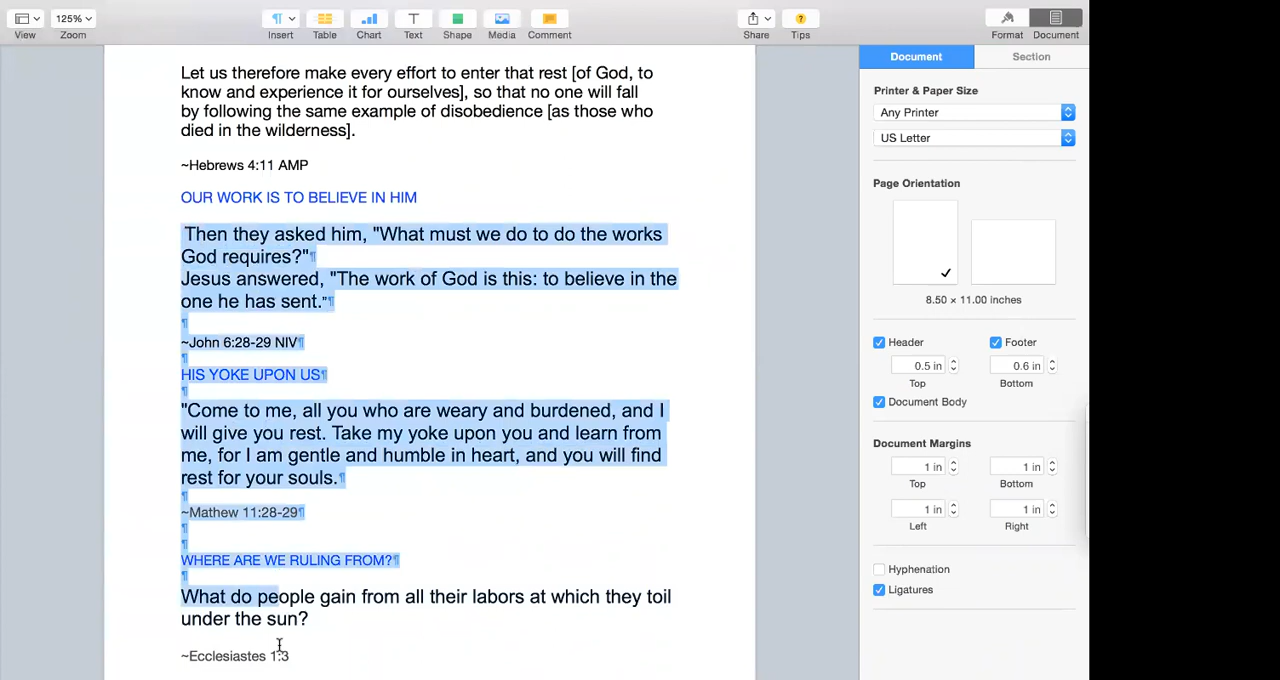 125%
View
Zoom
Insert
Table
Chart
Text
Shape
Media
Comment
Share
Tips
Format
Document
Let us therefore make every effort to enter that rest [of God, to
know and experience it for ourselves], so that no one will fall
by following the same example of disobedience [as those who
died in the wilderness].
~Hebrews 4:11 AMP
OUR WORK IS TO BELIEVE IN HIM
Then they asked him, "What must we do to do the works
God requires?"¶
Jesus answered, "The work of God is this: to believe in the
one he has sent."¶
¶
~John 6:28-29 NIV¶
¶
HIS YOKE UPON US¶
¶
"Come to me, all you who are weary and burdened, and I
will give you rest. Take my yoke upon you and learn from
me, for I am gentle and humble in heart, and you will find
rest for your souls.¶
¶
~Mathew 11:28-29¶
¶
¶
WHERE ARE WE RULING FROM?¶
¶
What do people gain from all their labors at which they toil
under the sun?
~Ecclesiastes 1:3
Document
Section
Printer & Paper Size
Any Printer
US Letter
Page Orientation
8.50 × 11.00 inches
Header
Footer
0.5 in
0.6 in
Top
Bottom
Document Body
Document Margins
1 in
1 in
Top
Bottom
1 in
1 in
Left
Right
Hyphenation
Ligatures